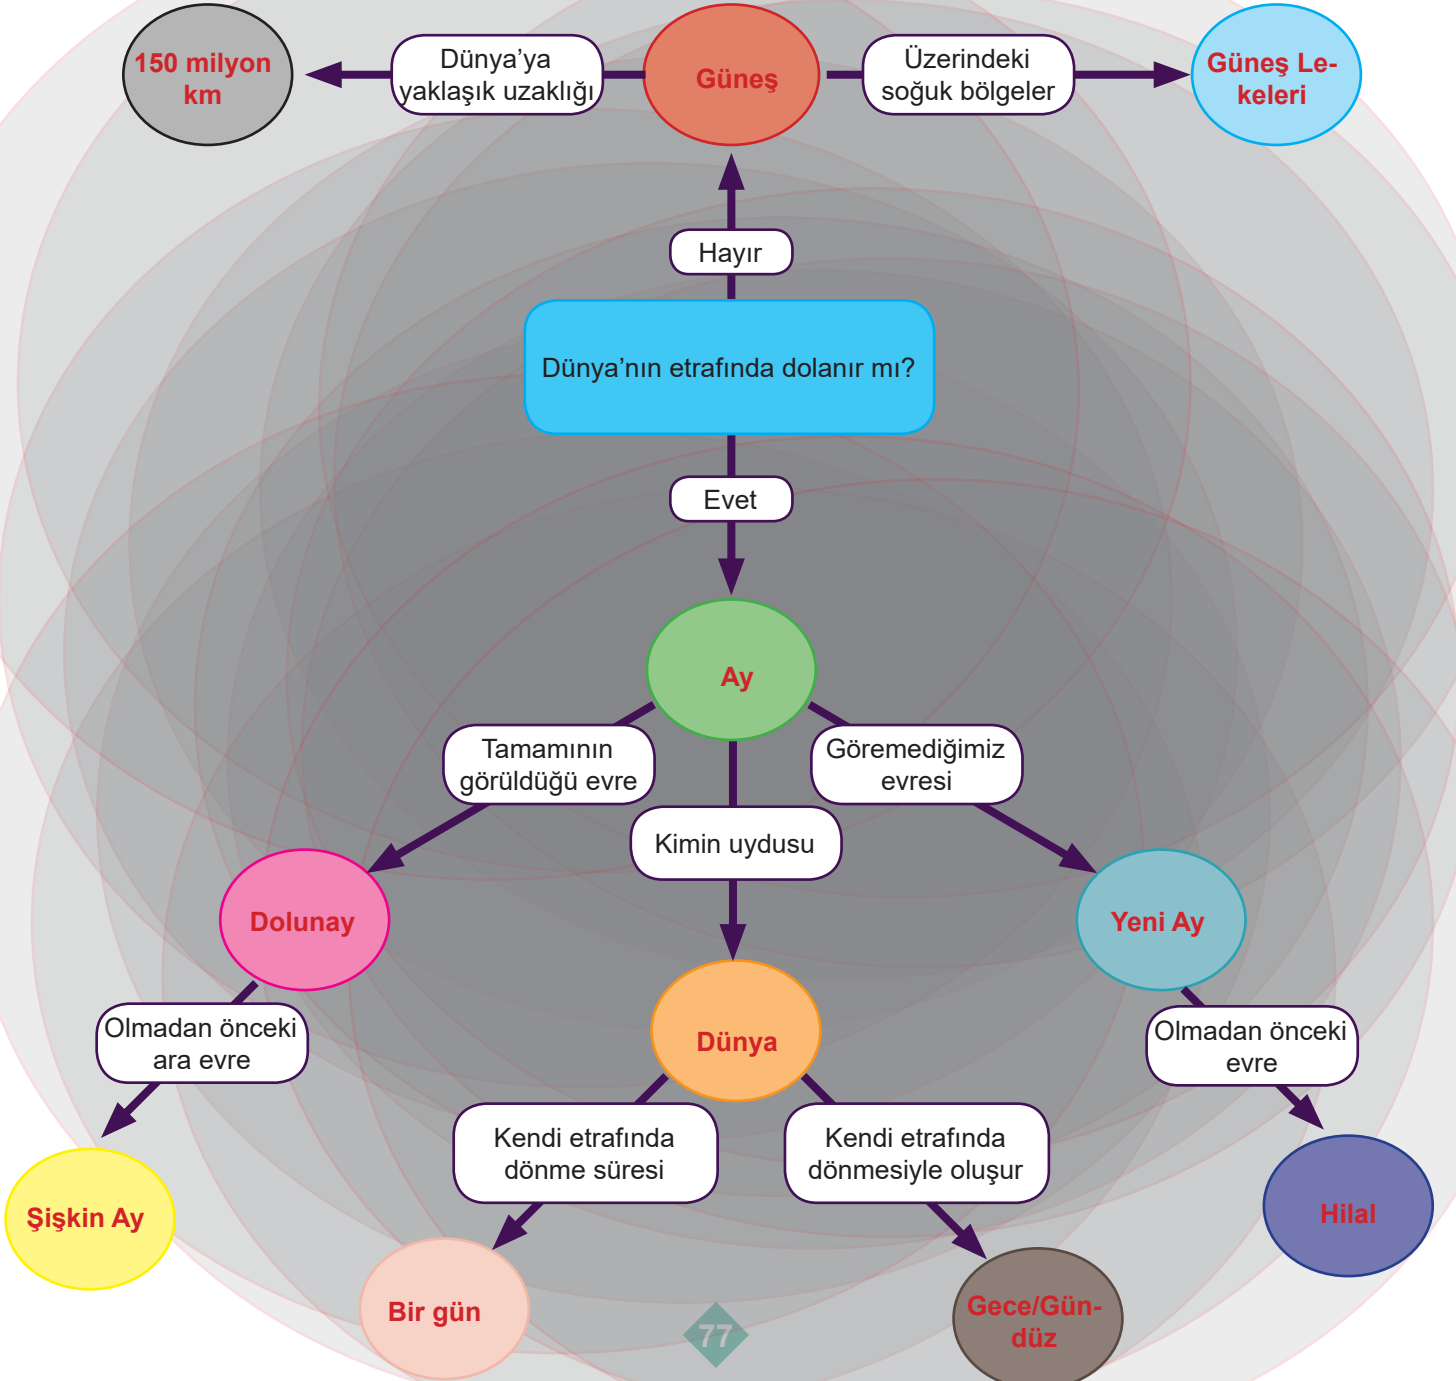 150 milyon
km
Dünya’ya
yaklaşık uzaklığı
Güneş
Üzerindeki
soğuk bölgeler
Güneş Le-
keleri
Hayır
Dünya’nın etrafında dolanır mı?
Evet
Ay
Tamamının
görüldüğü evre
Göremediğimiz
evresi
Kimin uydusu
Dolunay
Yeni Ay
Olmadan önceki
ara evre
Dünya
Olmadan önceki
evre
Kendi etrafında
dönme süresi
Kendi etrafında
dönmesiyle oluşur
Şişkin Ay
Hilal
Bir gün
Gece/Gün-
düz
77